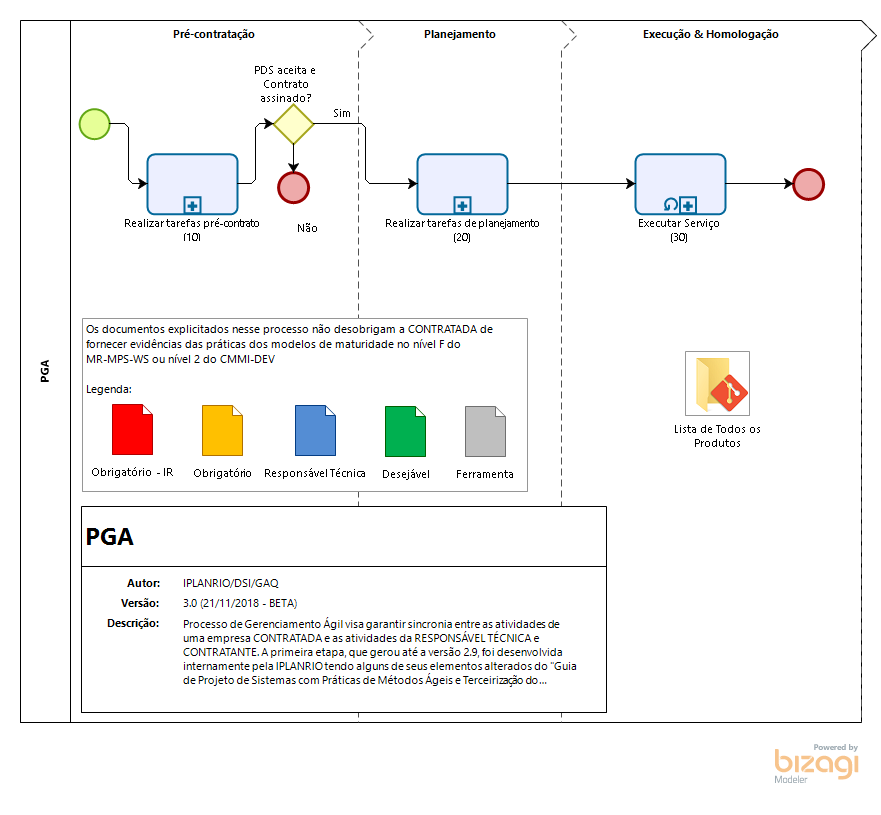 Pré-contratação
Planejamento
Execução & Homologação
PDS aceita e
Contrato
assinado?
Sim
Não
Realizar tarefas pré-contrato
(10)
Realizar tarefas de planejamento
(20)
Executar Serviço
(30)
PGA
Os documentos explicitados nesse processo não desobrigam a CONTRATADA de
fornecer evidências das práticas dos modelos de maturidade no nível F do
MR-MPS-WS ou nível 2 do CMMI-DEV
Legenda:
Obrigatório - IR
Obrigatório
Responsável Técnica
Desejável
Ferramenta
Lista de Todos os
Produtos
PGA
Autor:
IPLANRIO/DSI/GAQ
Versão:
3.0 (21/11/2018 - BETA)
Descrição:
Processo de Gerenciamento Ágil visa garantir sincronia entre as atividades de
uma empresa CONTRATADA e as atividades da RESPONSÁVEL TÉCNICA e
CONTRATANTE. A primeira etapa, que gerou até a versão 2.9, foi desenvolvida
internamente pela IPLANRIO tendo alguns de seus elementos alterados do "Guia
de Projeto de Sistemas com Práticas de Métodos Ágeis e Terceirização do...
Powered by
bizagi
Modeler